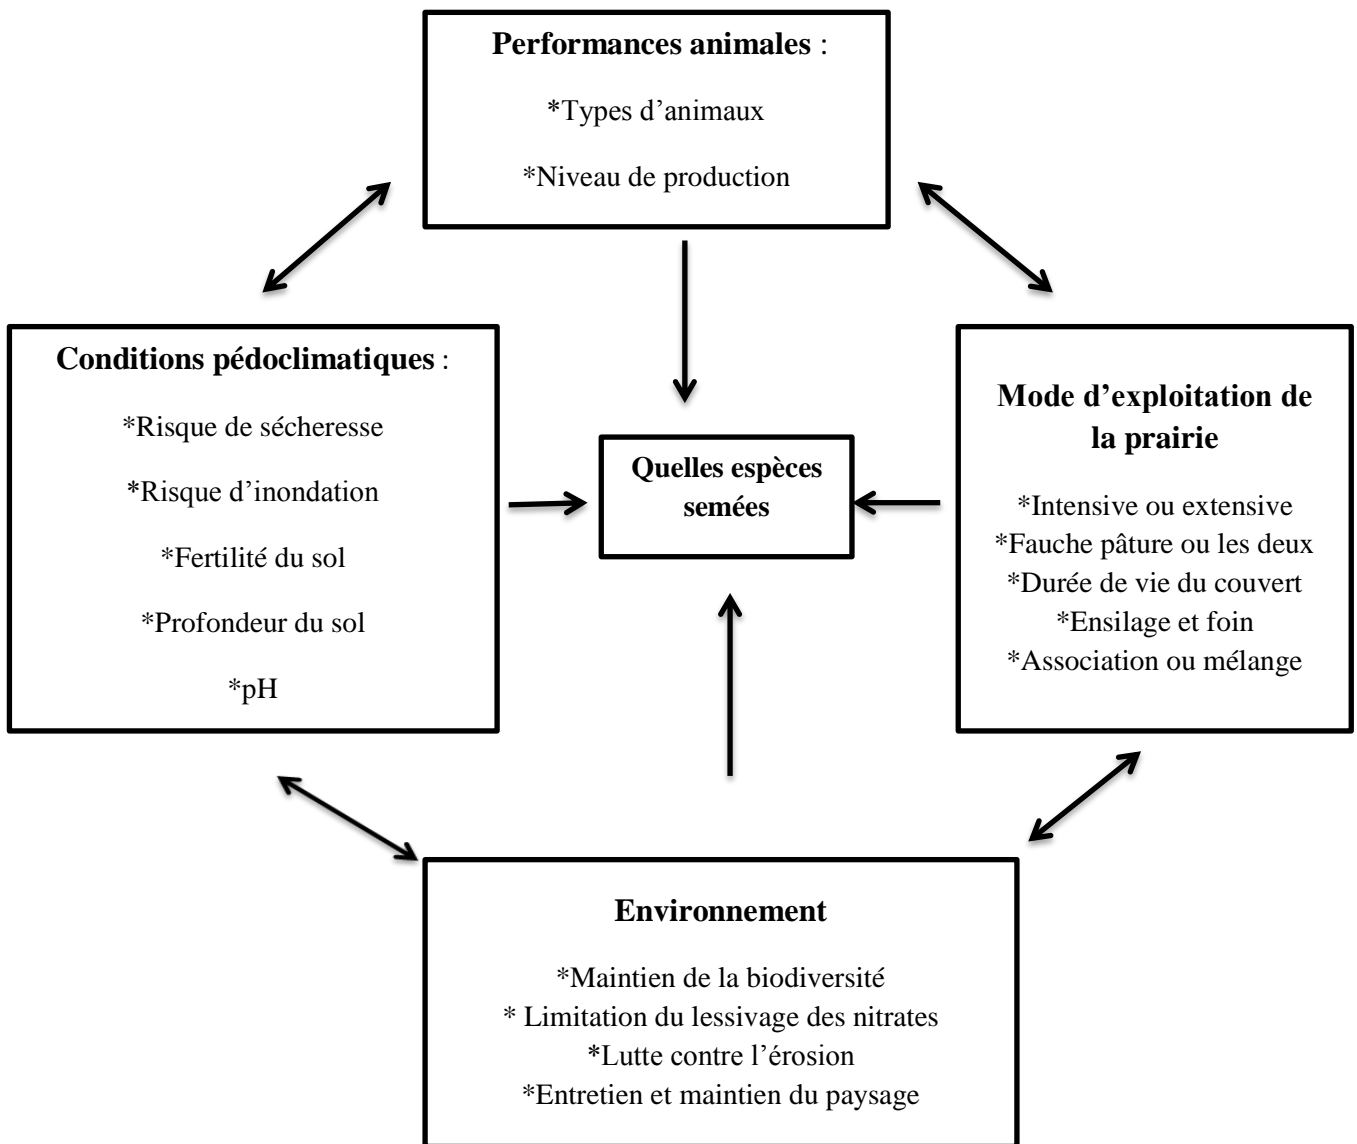 Performances animales :
*Types d’animaux
*Niveau de production
Conditions pédoclimatiques :
*Risque de sécheresse
*Risque d’inondation
*Fertilité du sol
*Profondeur du sol
*pH
Quelles espèces
semées
Mode d’exploitation de
la prairie
*Intensive ou extensive
*Fauche pâture ou les deux
*Durée de vie du couvert
*Ensilage et foin
*Association ou mélange
Environnement
*Maintien de la biodiversité
* Limitation du lessivage des nitrates
*Lutte contre l’érosion
*Entretien et maintien du paysage